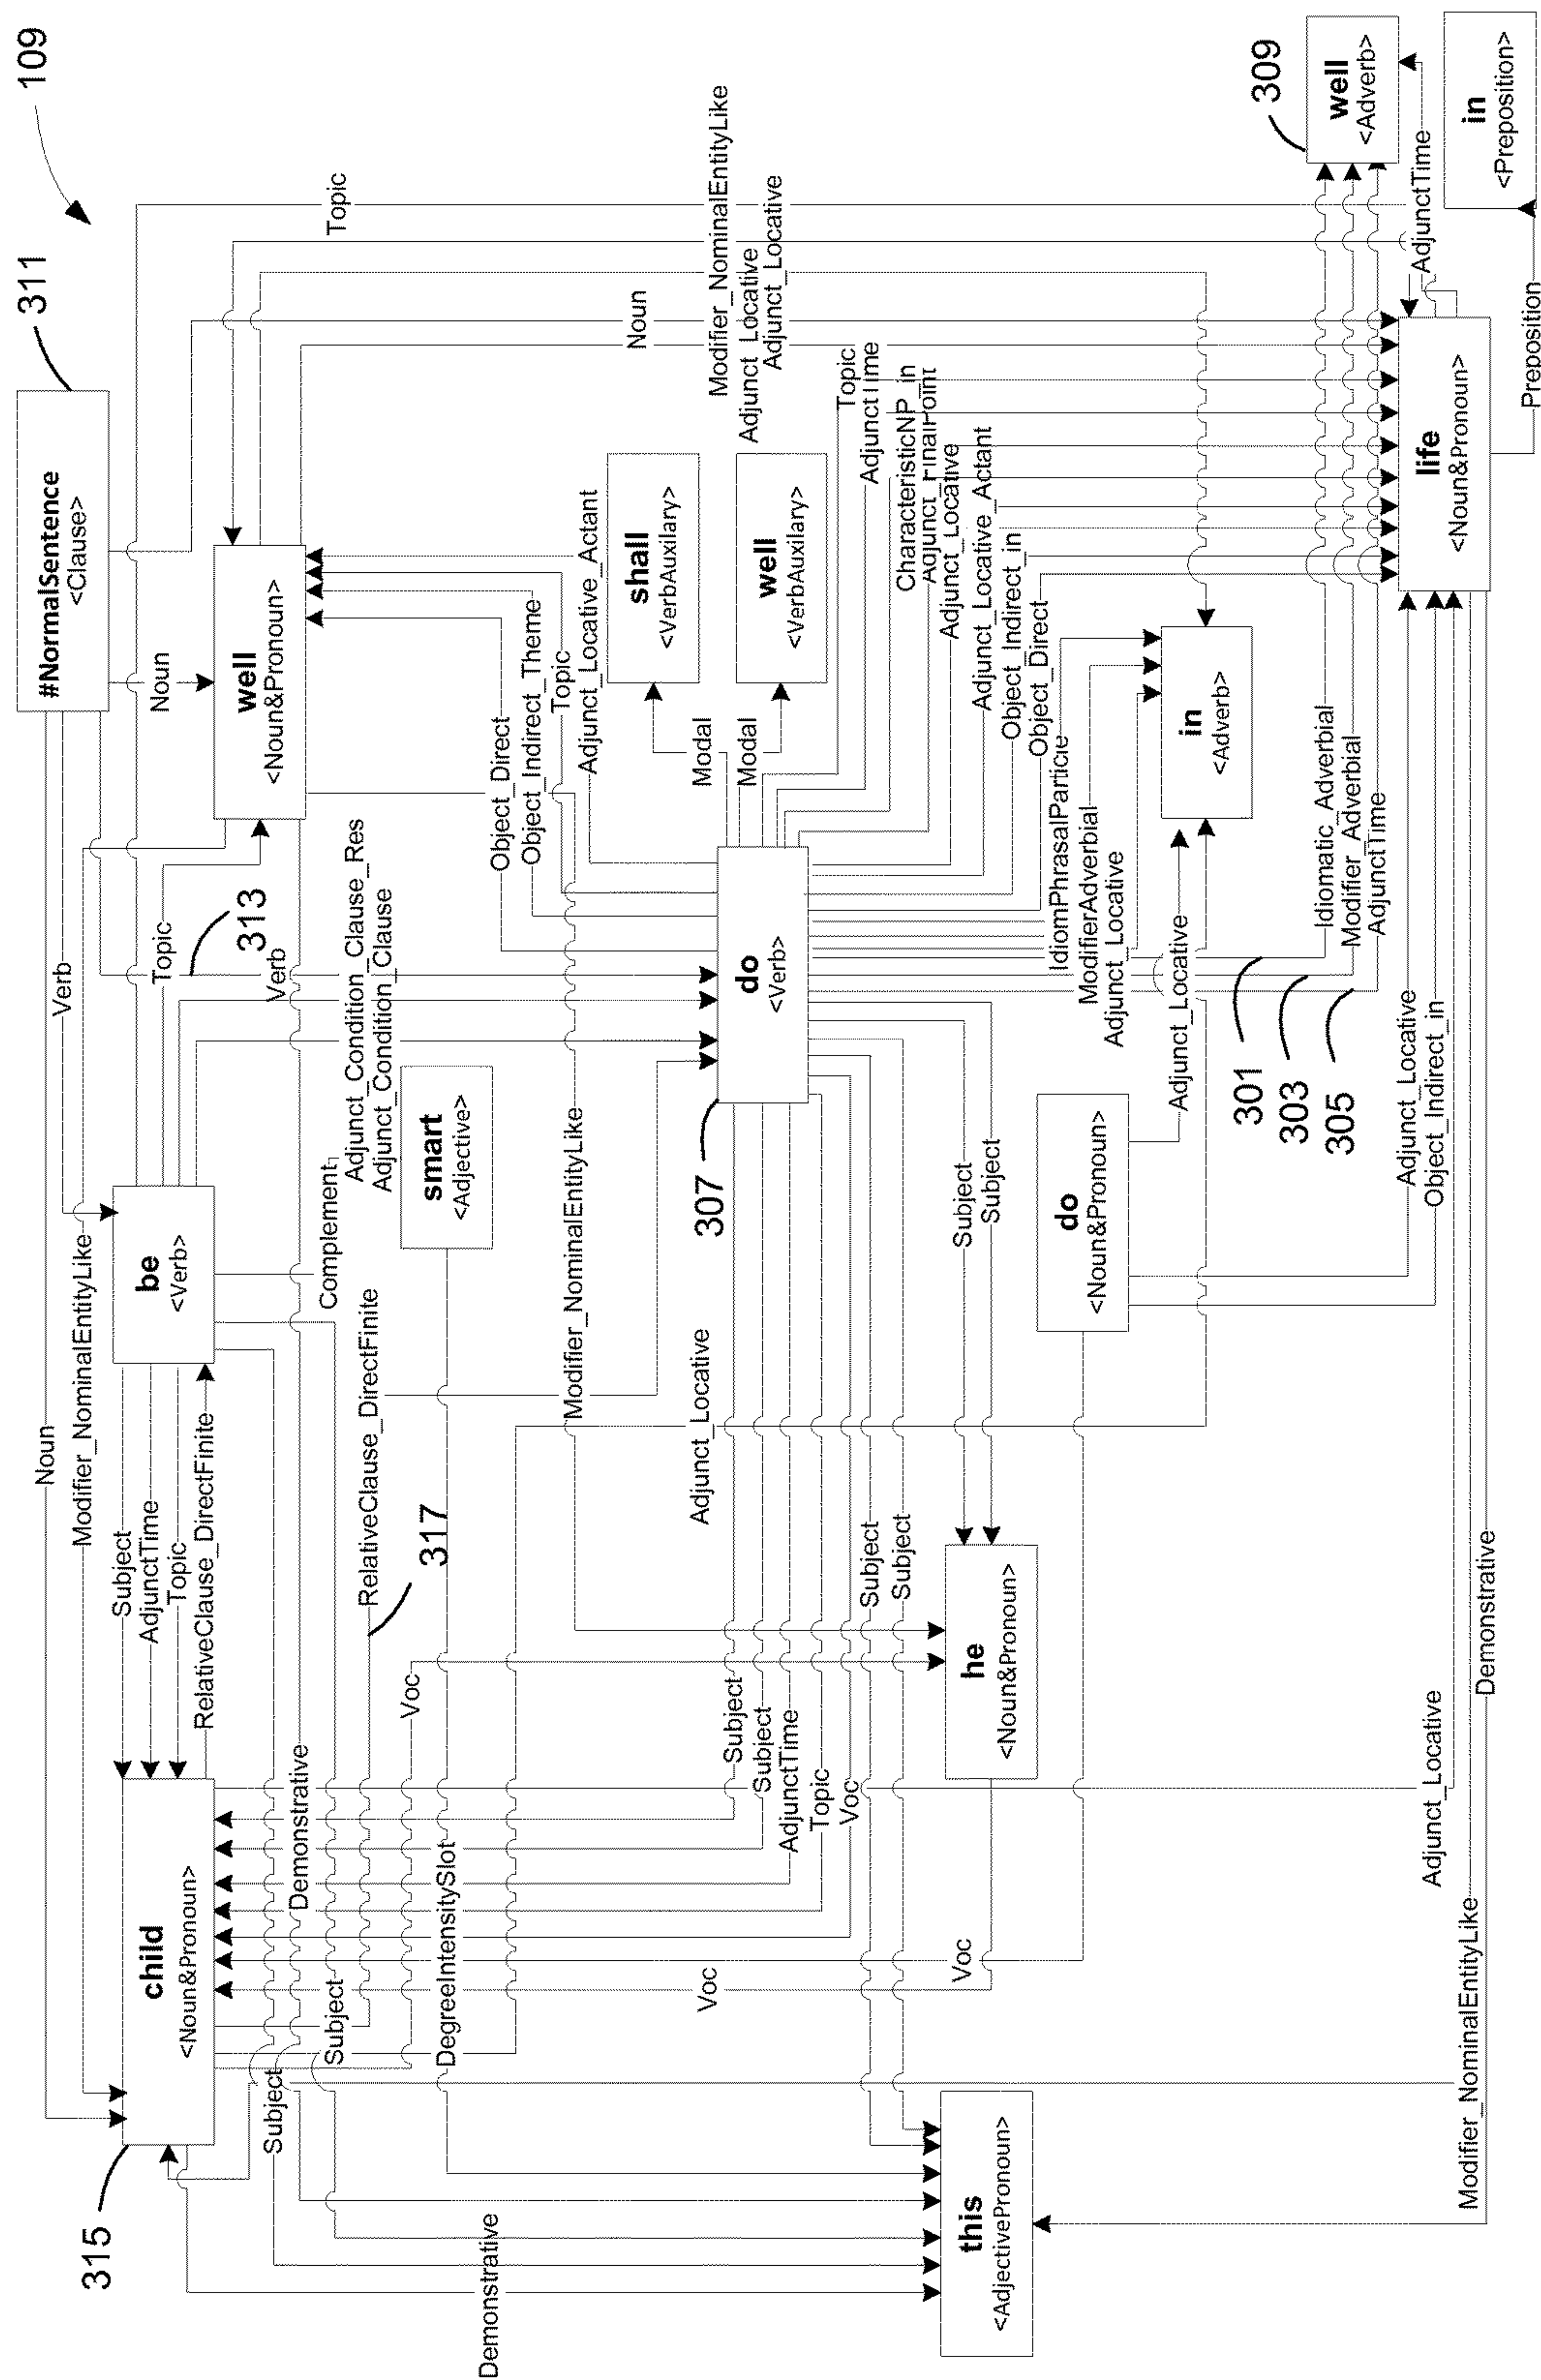 109
311
#NormalSentence
<Clause>
Noun
Verb
Noun
Verb
Topic
313
Verb
Noun
Topic
well
<Noun&Pronoun>
Modifier_NominalEntityLike
be
<Verb>
Subject
AdjunctTime
Topic
RelativeClause_DirectFinite
315
child
<Noun&Pronoun>
Complement
Adjunct_Condition_Clause_Res
Adjunct_Condition_Clause
smart
<Adjective>
Demonstrative
Subject
Subject
RelativeClause_DirectFinite
317
Voc
DegreeIntensitySlot
Demonstrative
Object_Direct
Object_Indirect_Theme
Topic
Adjunct_Locative_Actant
Modifier_NominalEntityLike
shall
<VerbAuxilary>
well
<VerbAuxilary>
Modal
Modal
Modifier_NominalEntityLike
Adjunct_Locative
Adjunct_Locative
307
do
<Verb>
Adjunct_Locative
Subject
Subject
AdjunctTime
Topic
Voc
Subject
Subject
Voc
Voc
Topic
AdjunctTime
CharacteristicNP_in
Adjunct_FinalPoint
Adjunct_Locative
Adjunct_Locative_Actant
Object_Indirect_in
Object_Direct
IdiomPhrasalParticle
ModifierAdverbial
Adjunct_Locative
Subject
Subject
he
<Noun&Pronoun>
this
<AdjectivePronoun>
do
<Noun&Pronoun>
Adjunct_Locative
in
<Adverb>
301
303
305
Idiomatic_Adverbial
Modifier_Adverbial
AdjunctTime
309
well
<Adverb>
AdjunctTime
in
<Preposition>
Preposition
life
<Noun&Pronoun>
Adjunct_Locative
Object_Indirect_in
Adjunct_Locative
Modifier_NominalEntityLike
Demonstrative